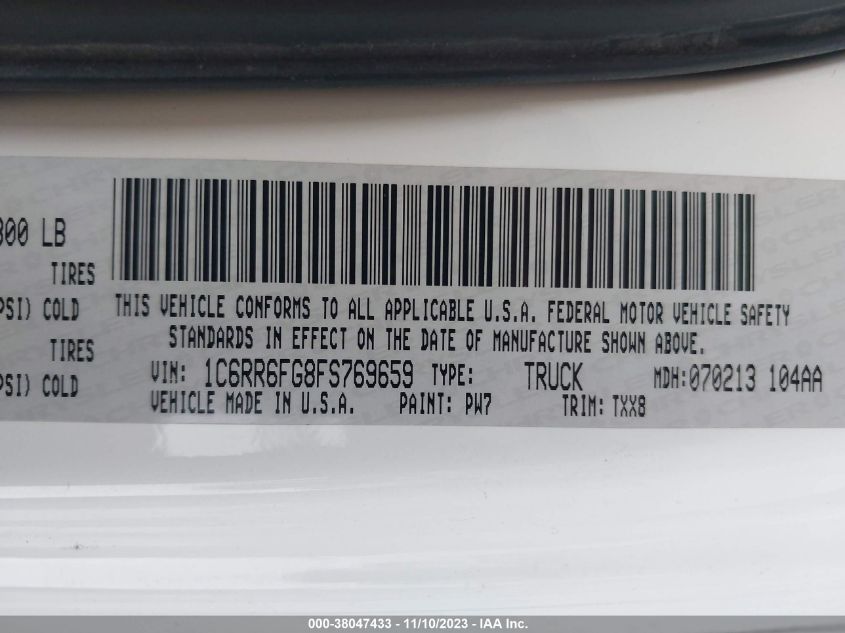 300 LB
TIRES
PSI) COLD
TIRES
PSI) COLD
THIS VEHICLE CONFORMS TO ALL APPLICABLE U.S.A. FEDERAL MOTOR VEHICLE SAFETY
STANDARDS IN EFFECT ON THE DATE OF MANUFACTURE SHOWN ABOVE.
VIN: 1C6RR6FG8FS769659 TYPE: TRUCK MDH:070213 104AA
VEHICLE MADE IN U.S.A. PAINT: PW7 TRIM: TXX8
000-38047433 - 11/10/2023 - IAA Inc.